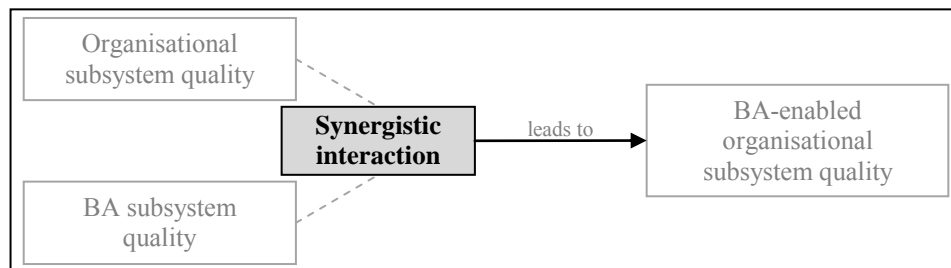 Organisational
subsystem quality
Synergistic
interaction
leads to
BA-enabled
organisational
subsystem quality
BA subsystem
quality